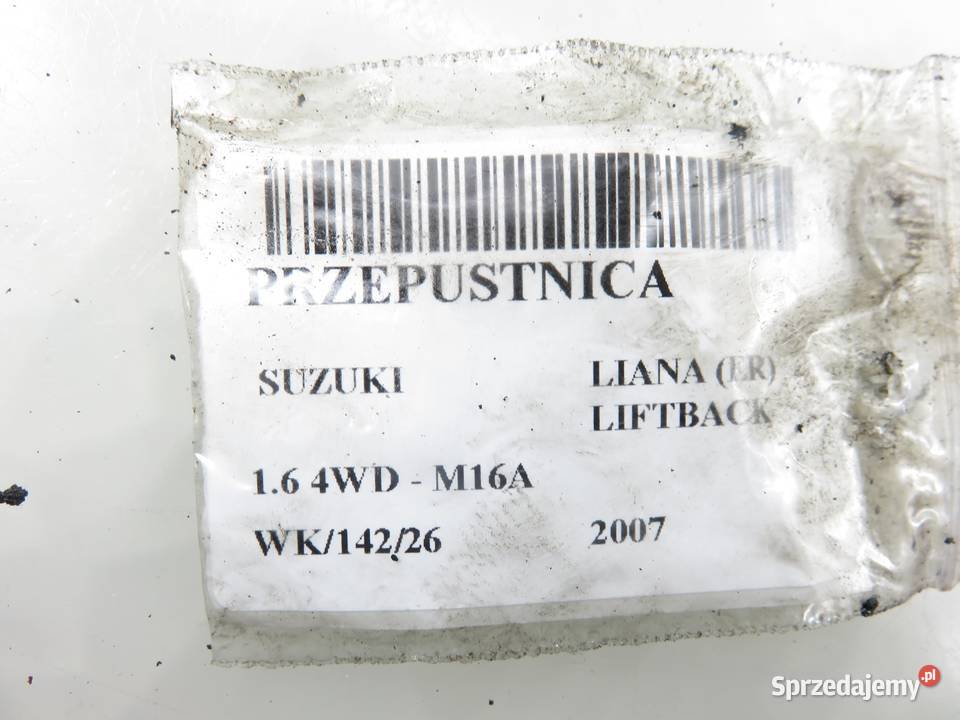 PRZEPUSTNICA
SUZUKI LIANA (ER)
LIFTBACK
1.6 4WD - M16A
WK/142/26 2007
Sprzedajemy.pl